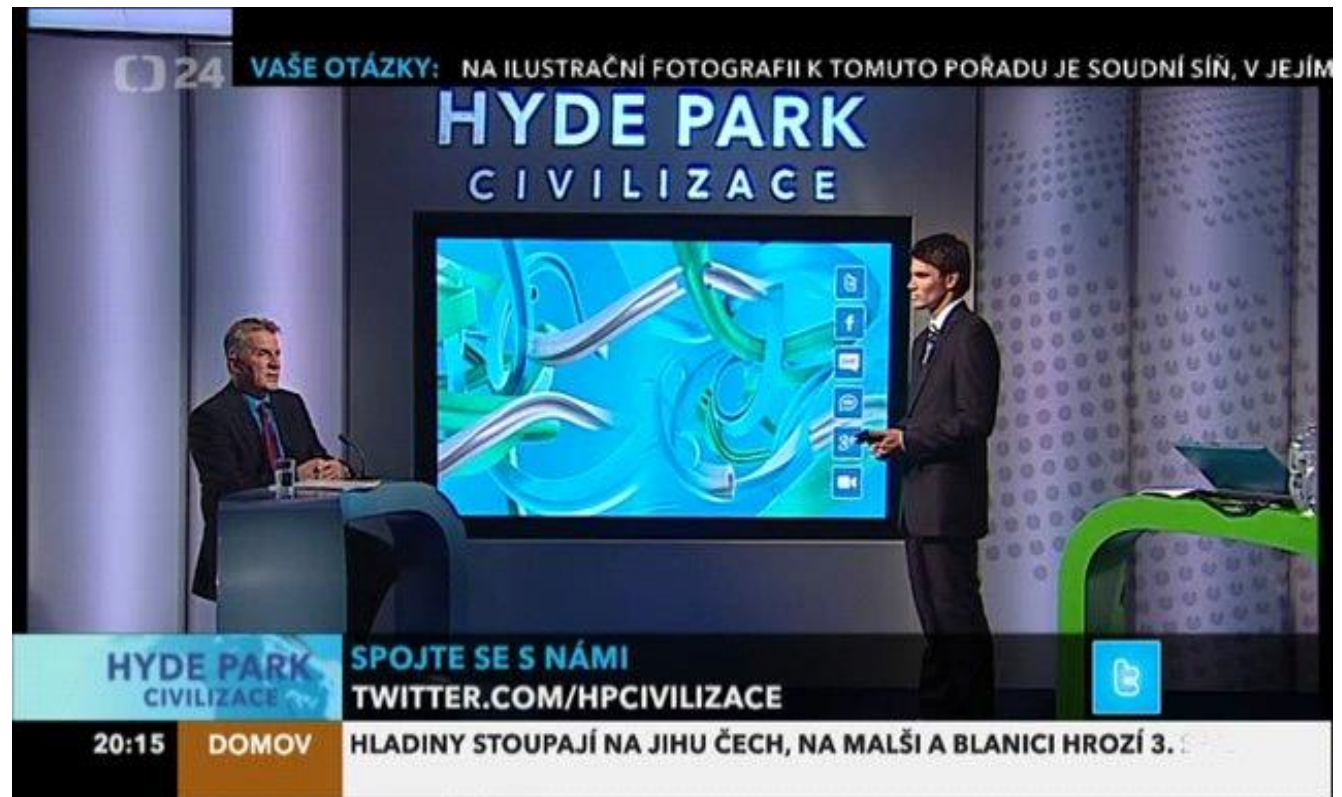 24 VAŠE OTÁZKY: NA ILUSTRAČNÍ FOTOGRAFII K TOMUTO POŘADU JE SOUDNÍ SÍŇ, V JEJÍM
HYDE PARK
CIVILIZACE
f
HYDE PARK
CIVILIZACE
SPOJTE SE S NÁMI
TWITTER.COM/HPCIVILIZACE
20:15 DOMOV HLADINY STOUPAJÍ NA JIHU ČECH, NA MALŠI A BLANICI HROZÍ 3.